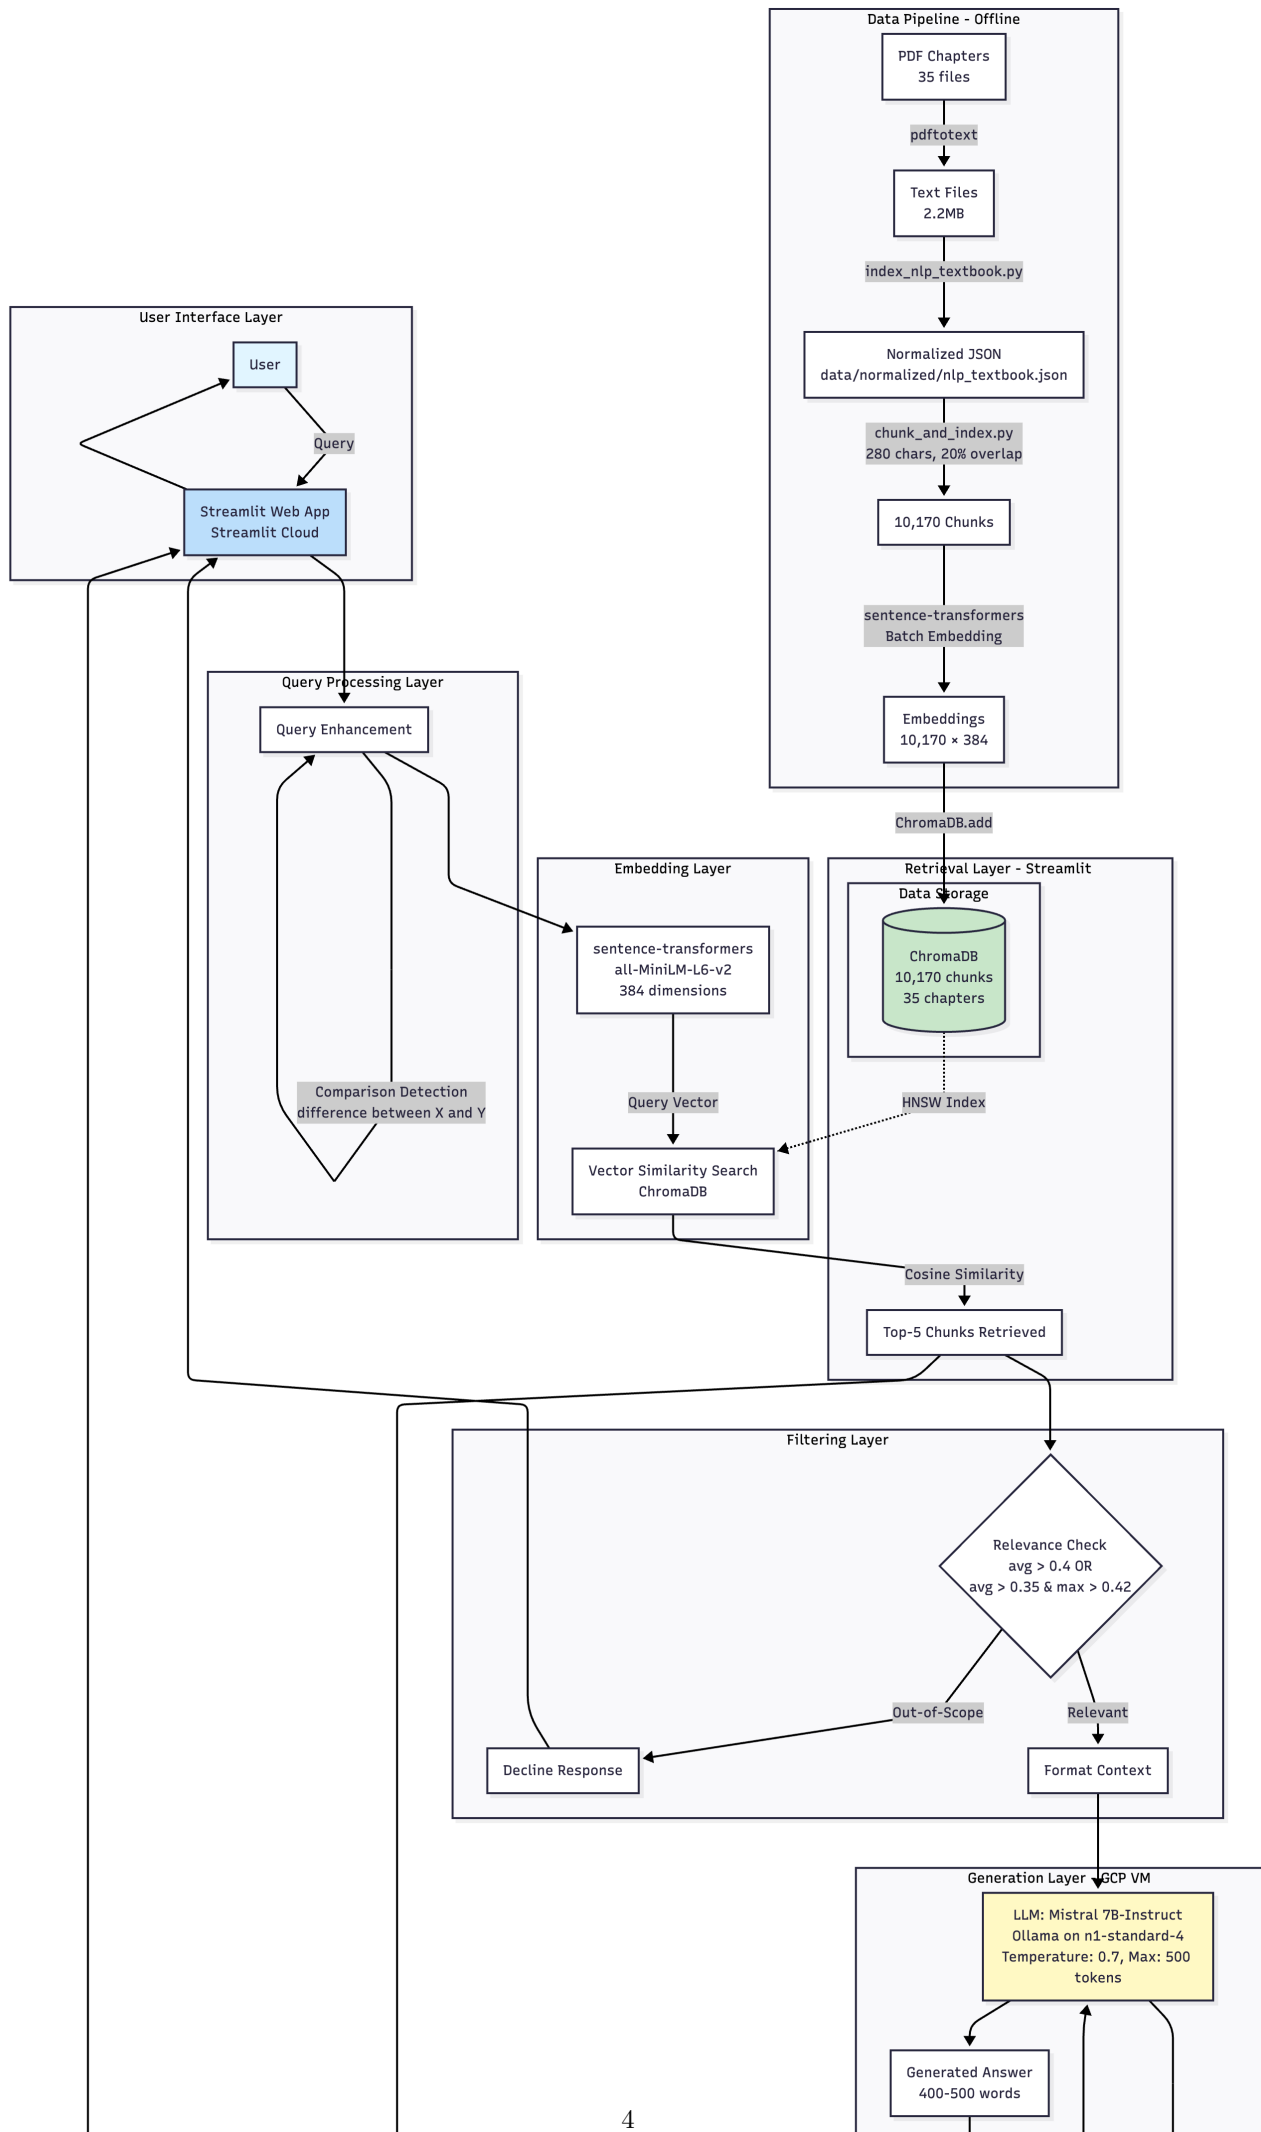 Data Pipeline - Offline
PDF Chapters
35 files
pdftotext
Text Files
2.2MB
index_nlp_textbook.py
Normalized JSON
data/normalized/nlp_textbook.json
chunk_and_index.py
280 chars, 20% overlap
10,170 Chunks
sentence-transformers
Batch Embedding
Embeddings
10,170 × 384
ChromaDB.add
User Interface Layer
User
Query
Streamlit Web App
Streamlit Cloud
Query Processing Layer
Query Enhancement
Comparison Detection
difference between X and Y
Embedding Layer
sentence-transformers
all-MiniLM-L6-v2
384 dimensions
Query Vector
Vector Similarity Search
ChromaDB
Retrieval Layer - Streamlit
Data Storage
ChromaDB
10,170 chunks
35 chapters
HNSW Index
Cosine Similarity
Top-5 Chunks Retrieved
Filtering Layer
Relevance Check
avg > 0.4 OR
avg > 0.35 & max > 0.42
Out-of-Scope
Relevant
Decline Response
Format Context
Generation Layer - GCP VM
LLM: Mistral 7B-Instruct
Ollama on n1-standard-4
Temperature: 0.7, Max: 500
tokens
Generated Answer
400-500 words
4